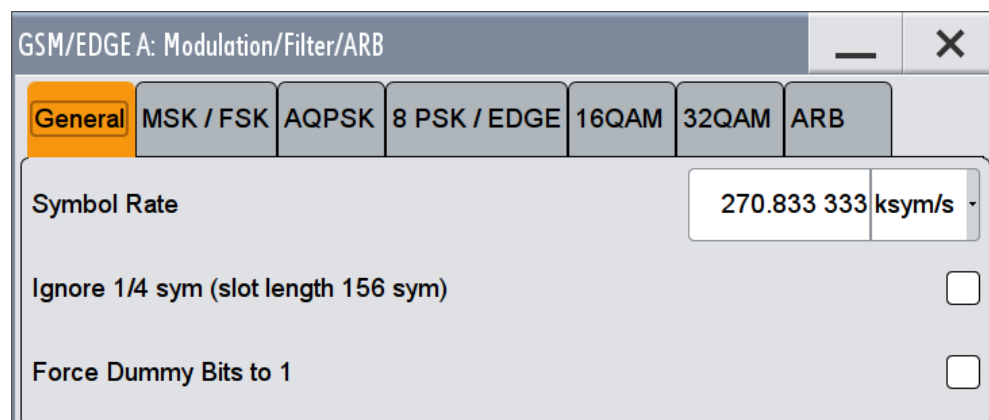 GSM/EDGE A: Modulation/Filter/ARB
General MSK / FSK AQPSK 8 PSK / EDGE 16QAM 32QAM ARB
Symbol Rate 270.833 333 ksym/s
Ignore 1/4 sym (slot length 156 sym)
Force Dummy Bits to 1